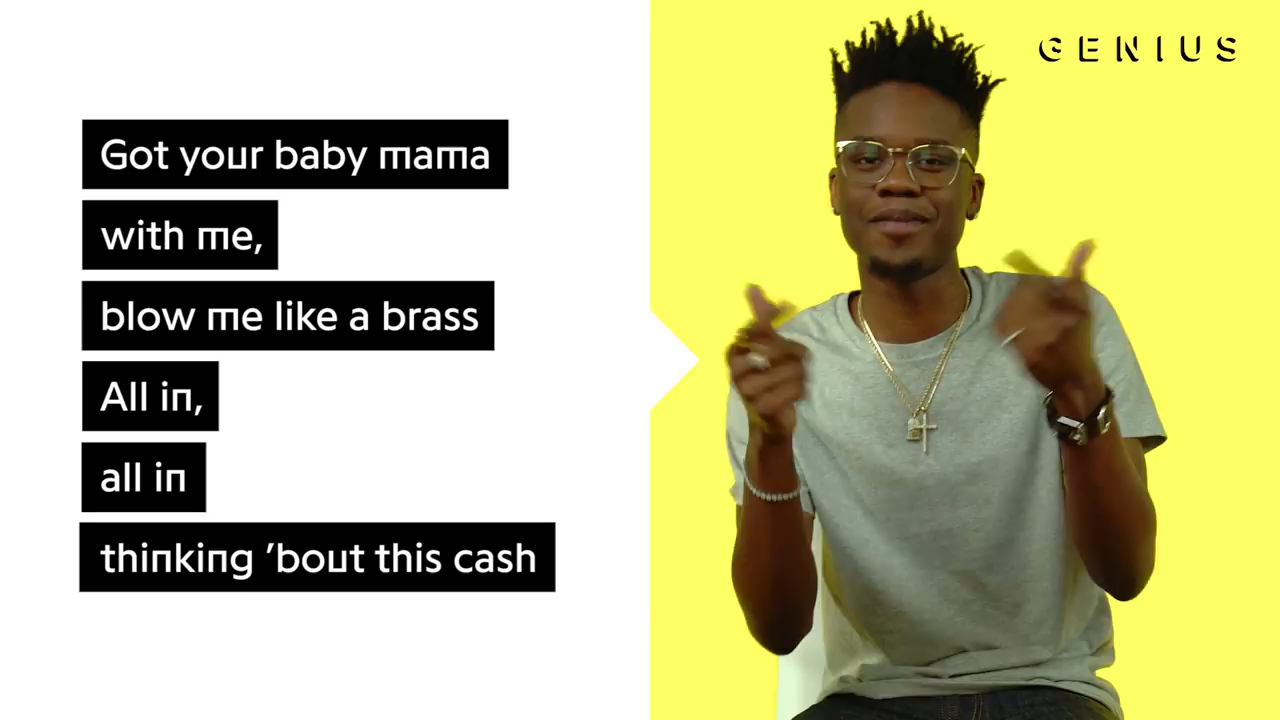 Got your baby mama
with me,
blow me like a brass
All in,
all in
thinking ’bout this cash
GENIUS